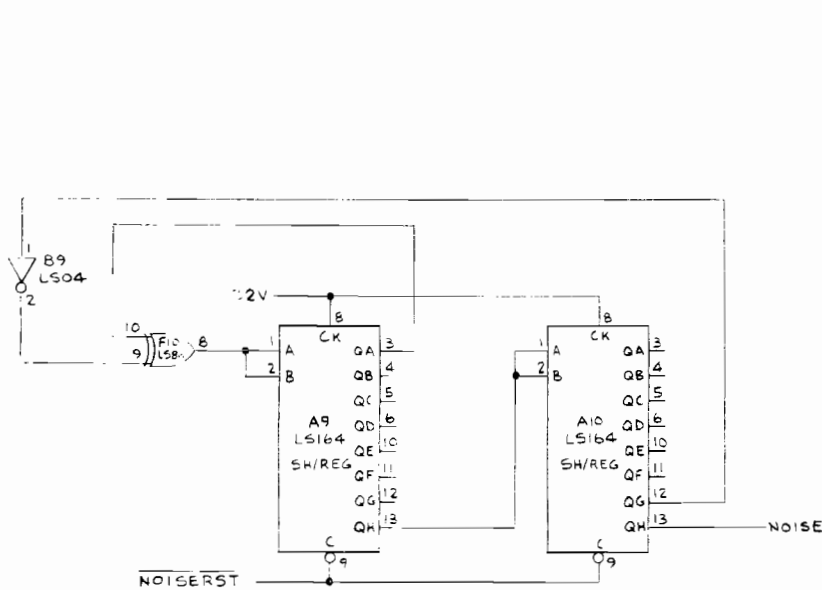 1
B9
LS04
2
32V
8
8
10
F10
8
9
1
CK
QA 3
1
CK
QA 3
A
A
2
B
QB 4
2
B
QB 4
QC 5
QC 5
A9
QD 6
A10
QD 6
LS164
QE 10
LS164
QE 10
SH/REG
QF 11
SH/REG
QF 11
QG 12
QG 12
QH 13
QH 13
NOISE
C
C
9
9
NOISERST